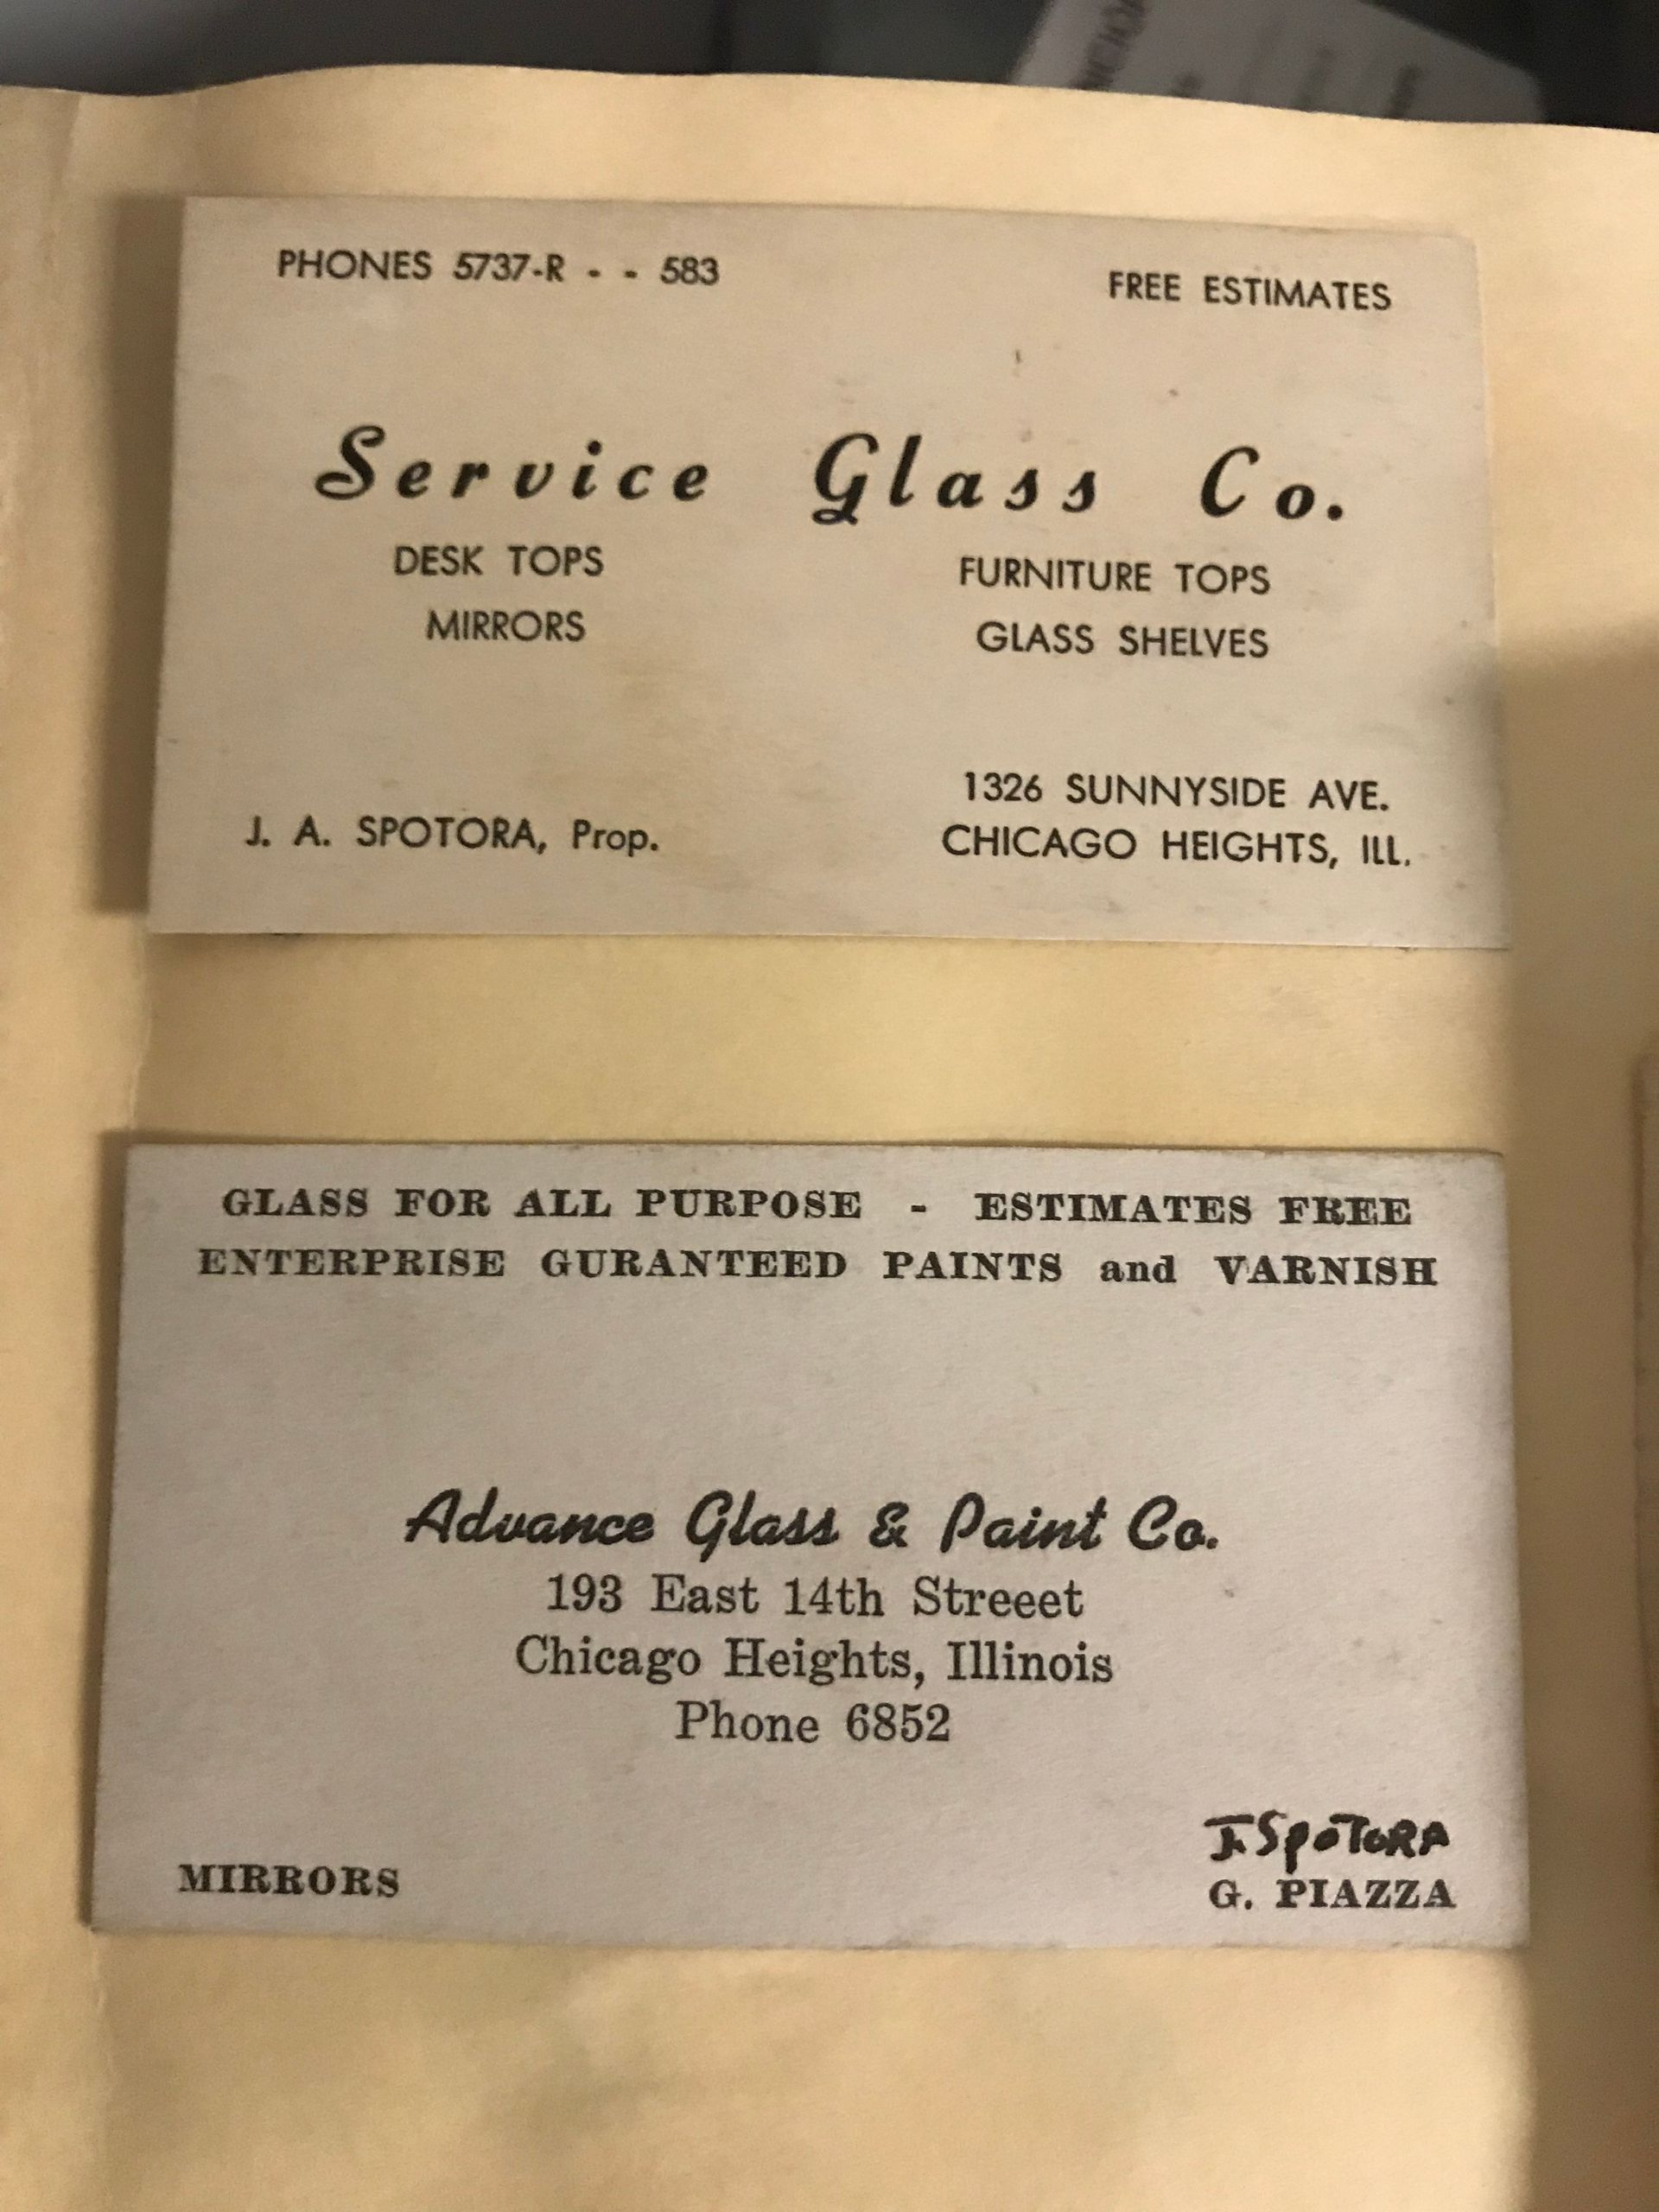 PHONES 5737-R - - 583
FREE ESTIMATES
Service Glass Co.
DESK TOPS
FURNITURE TOPS
MIRRORS
GLASS SHELVES
J. A. SPOTORA, Prop.
1326 SUNNYSIDE AVE.
CHICAGO HEIGHTS, ILL.
GLASS FOR ALL PURPOSE - ESTIMATES FREE
ENTERPRISE GURANTEED PAINTS and VARNISH
Advance Glass & Paint Co.
193 East 14th Streeet
Chicago Heights, Illinois
Phone 6852
MIRRORS
J. SpoTORA
G. PIAZZA